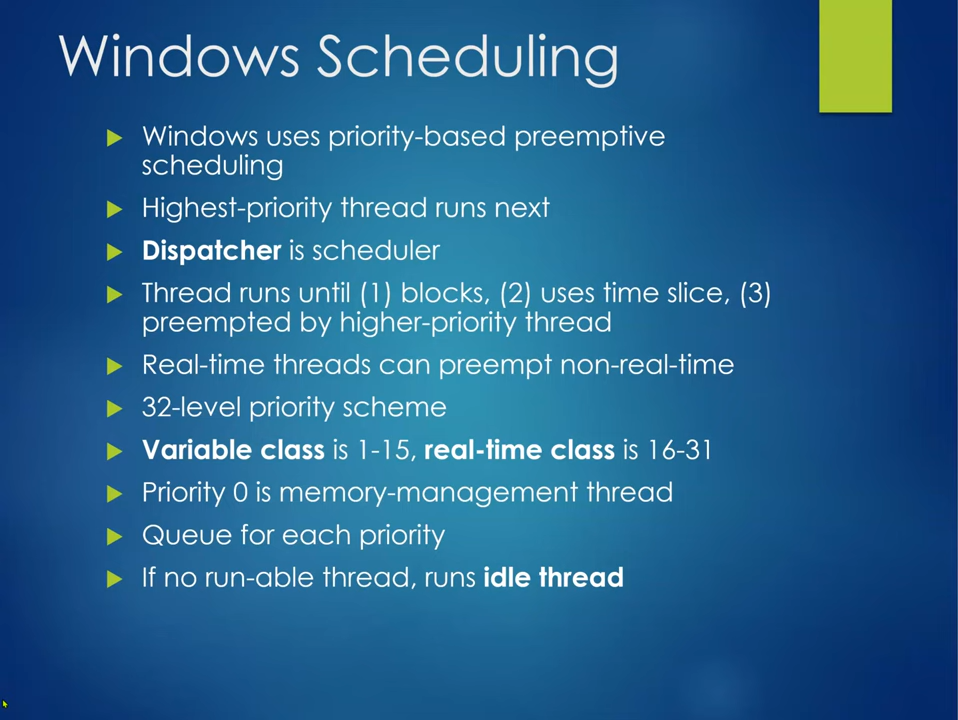 Windows Scheduling
Windows uses priority-based preemptive
scheduling
Highest-priority thread runs next
Dispatcher is scheduler
Thread runs until (1) blocks, (2) uses time slice, (3)
preempted by higher-priority thread
Real-time threads can preempt non-real-time
32-level priority scheme
Variable class is 1-15, real-time class is 16-31
Priority 0 is memory-management thread
Queue for each priority
If no run-able thread, runs idle thread